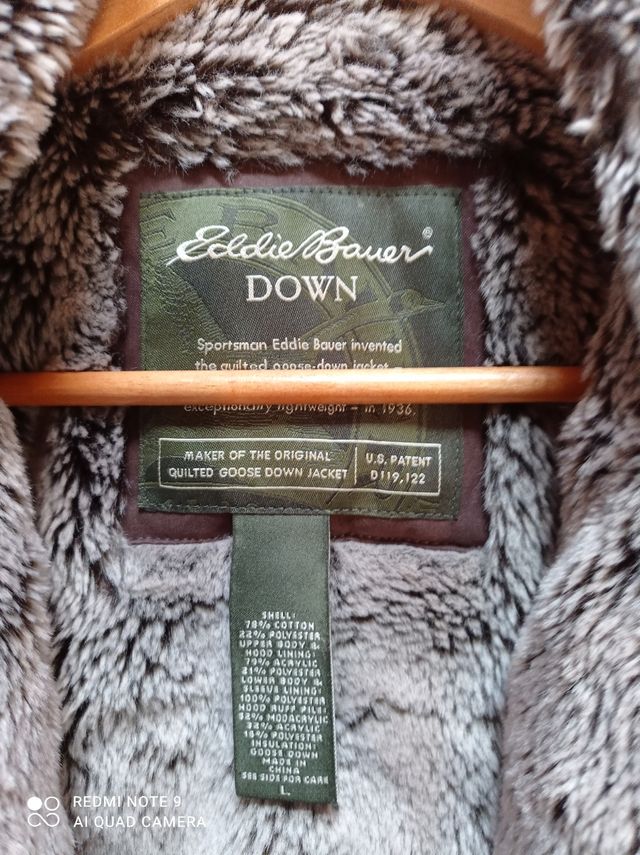 Eddie Bauer®
DOWN
Sportsman Eddie Bauer invented
the quilted goose-down jacket –
exceptionally lightweight – in 1936.
MAKER OF THE ORIGINAL
QUILTED GOOSE DOWN JACKET
U.S. PATENT
D119,122
SHELL:
78% COTTON
22% POLYESTER
UPPER BODY &
HOOD LINING:
79% ACRYLIC
21% POLYESTER
LOWER BODY &
SLEEVE LINING:
100% POLYESTER
HOOD RUFF PILE:
52% MODACRYLIC
32% ACRYLIC
16% POLYESTER
INSULATION:
GOOSE DOWN
MADE IN
CHINA
SEE SIDE FOR CARE
L
REDMI NOTE 9
AI QUAD CAMERA